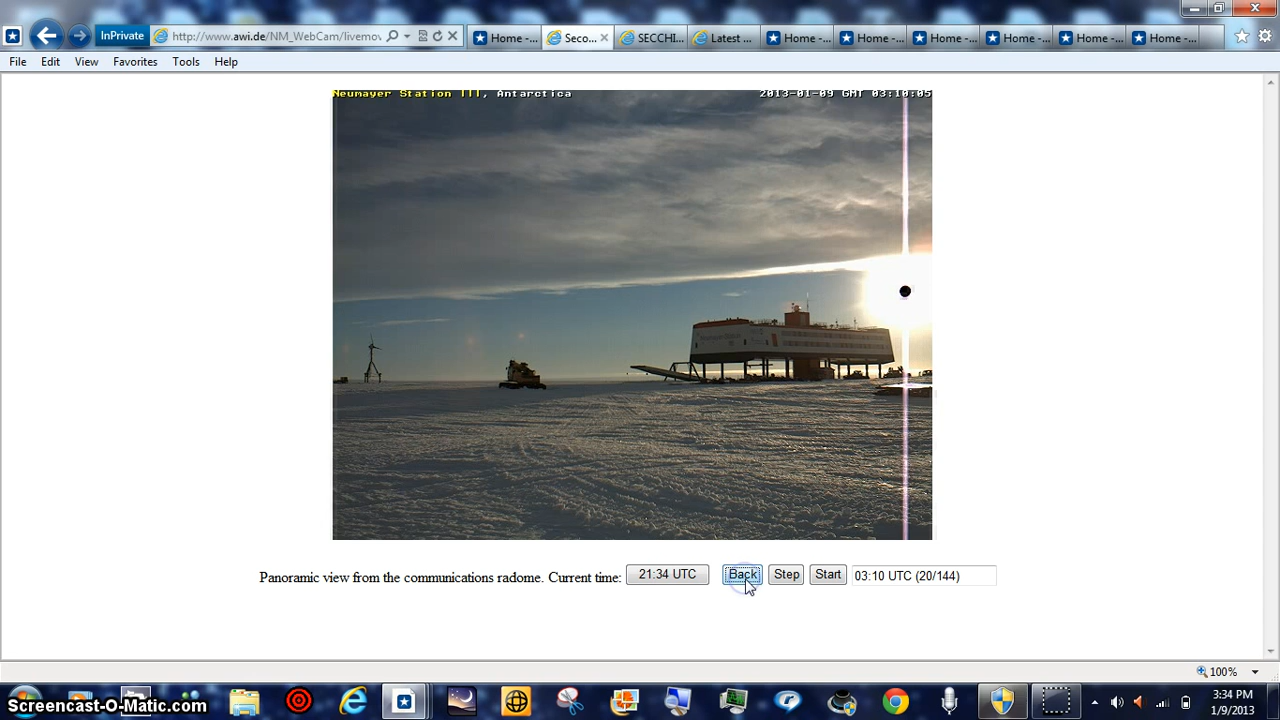 InPrivate
http://www.awi.de/NM_WebCam/livemov
Home -...
Seco...
SECCHI...
Latest ...
Home -...
Home -...
Home -...
Home -...
Home -...
Home -...
File Edit View Favorites Tools Help
Neumayer Station III, Antarctica 2013-01-09 GMT 03:10:05
Panoramic view from the communications radome. Current time: 21:34 UTC Back Step Start 03:10 UTC (20/144)
100%
Screencast-O-Matic.com
3:34 PM
1/9/2013